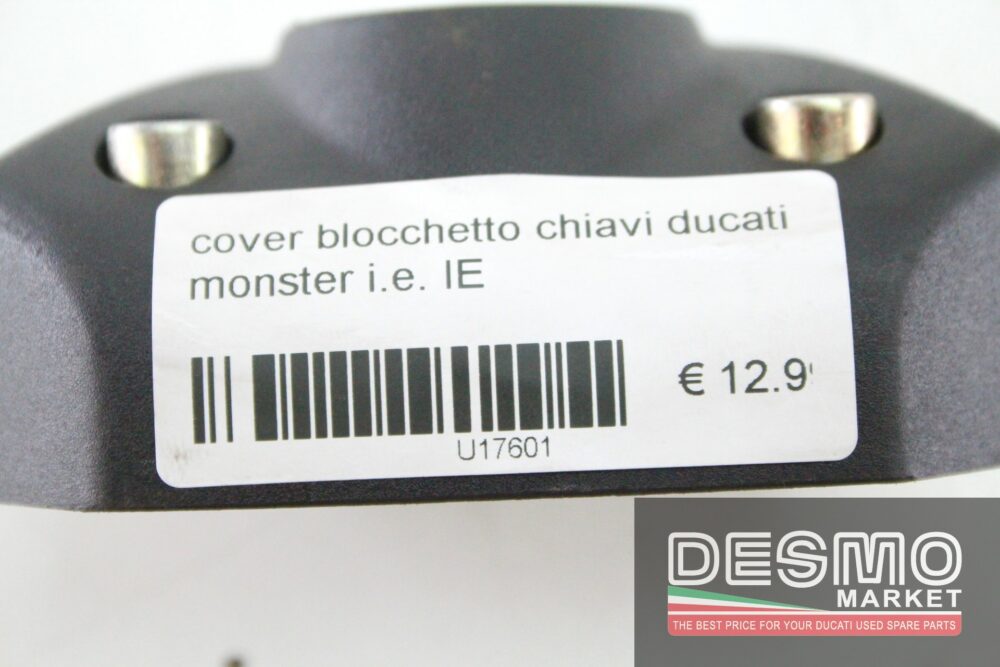 cover blocchetto chiavi ducati
monster i.e. IE
€ 12.9
U17601
DESMO
MARKET
THE BEST PRICE FOR YOUR DUCATI USED SPARE PARTS